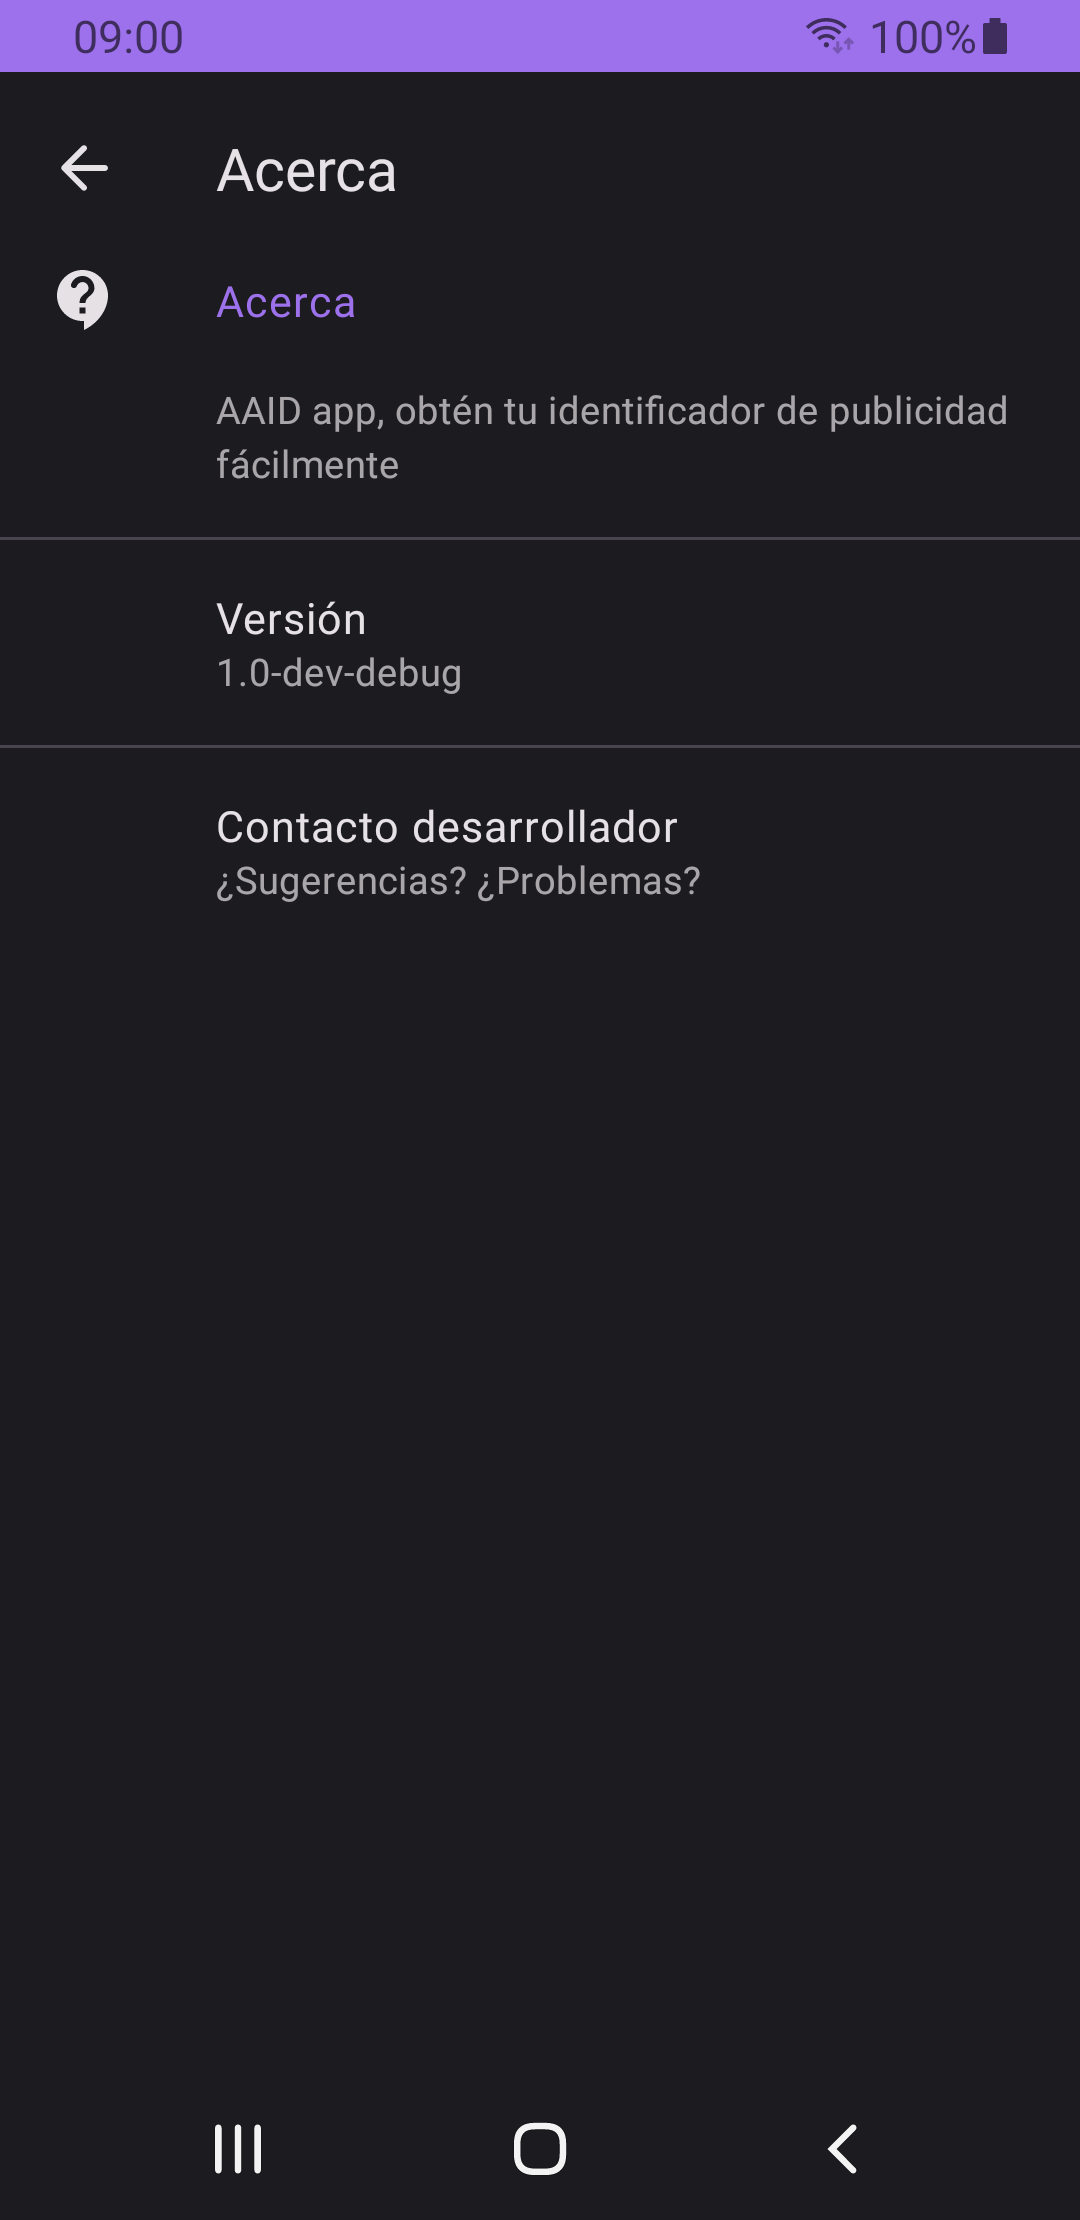 09:00
100%
Acerca
Acerca
AAID app, obtén tu identificador de publicidad
fácilmente
Versión
1.0-dev-debug
Contacto desarrollador
¿Sugerencias? ¿Problemas?